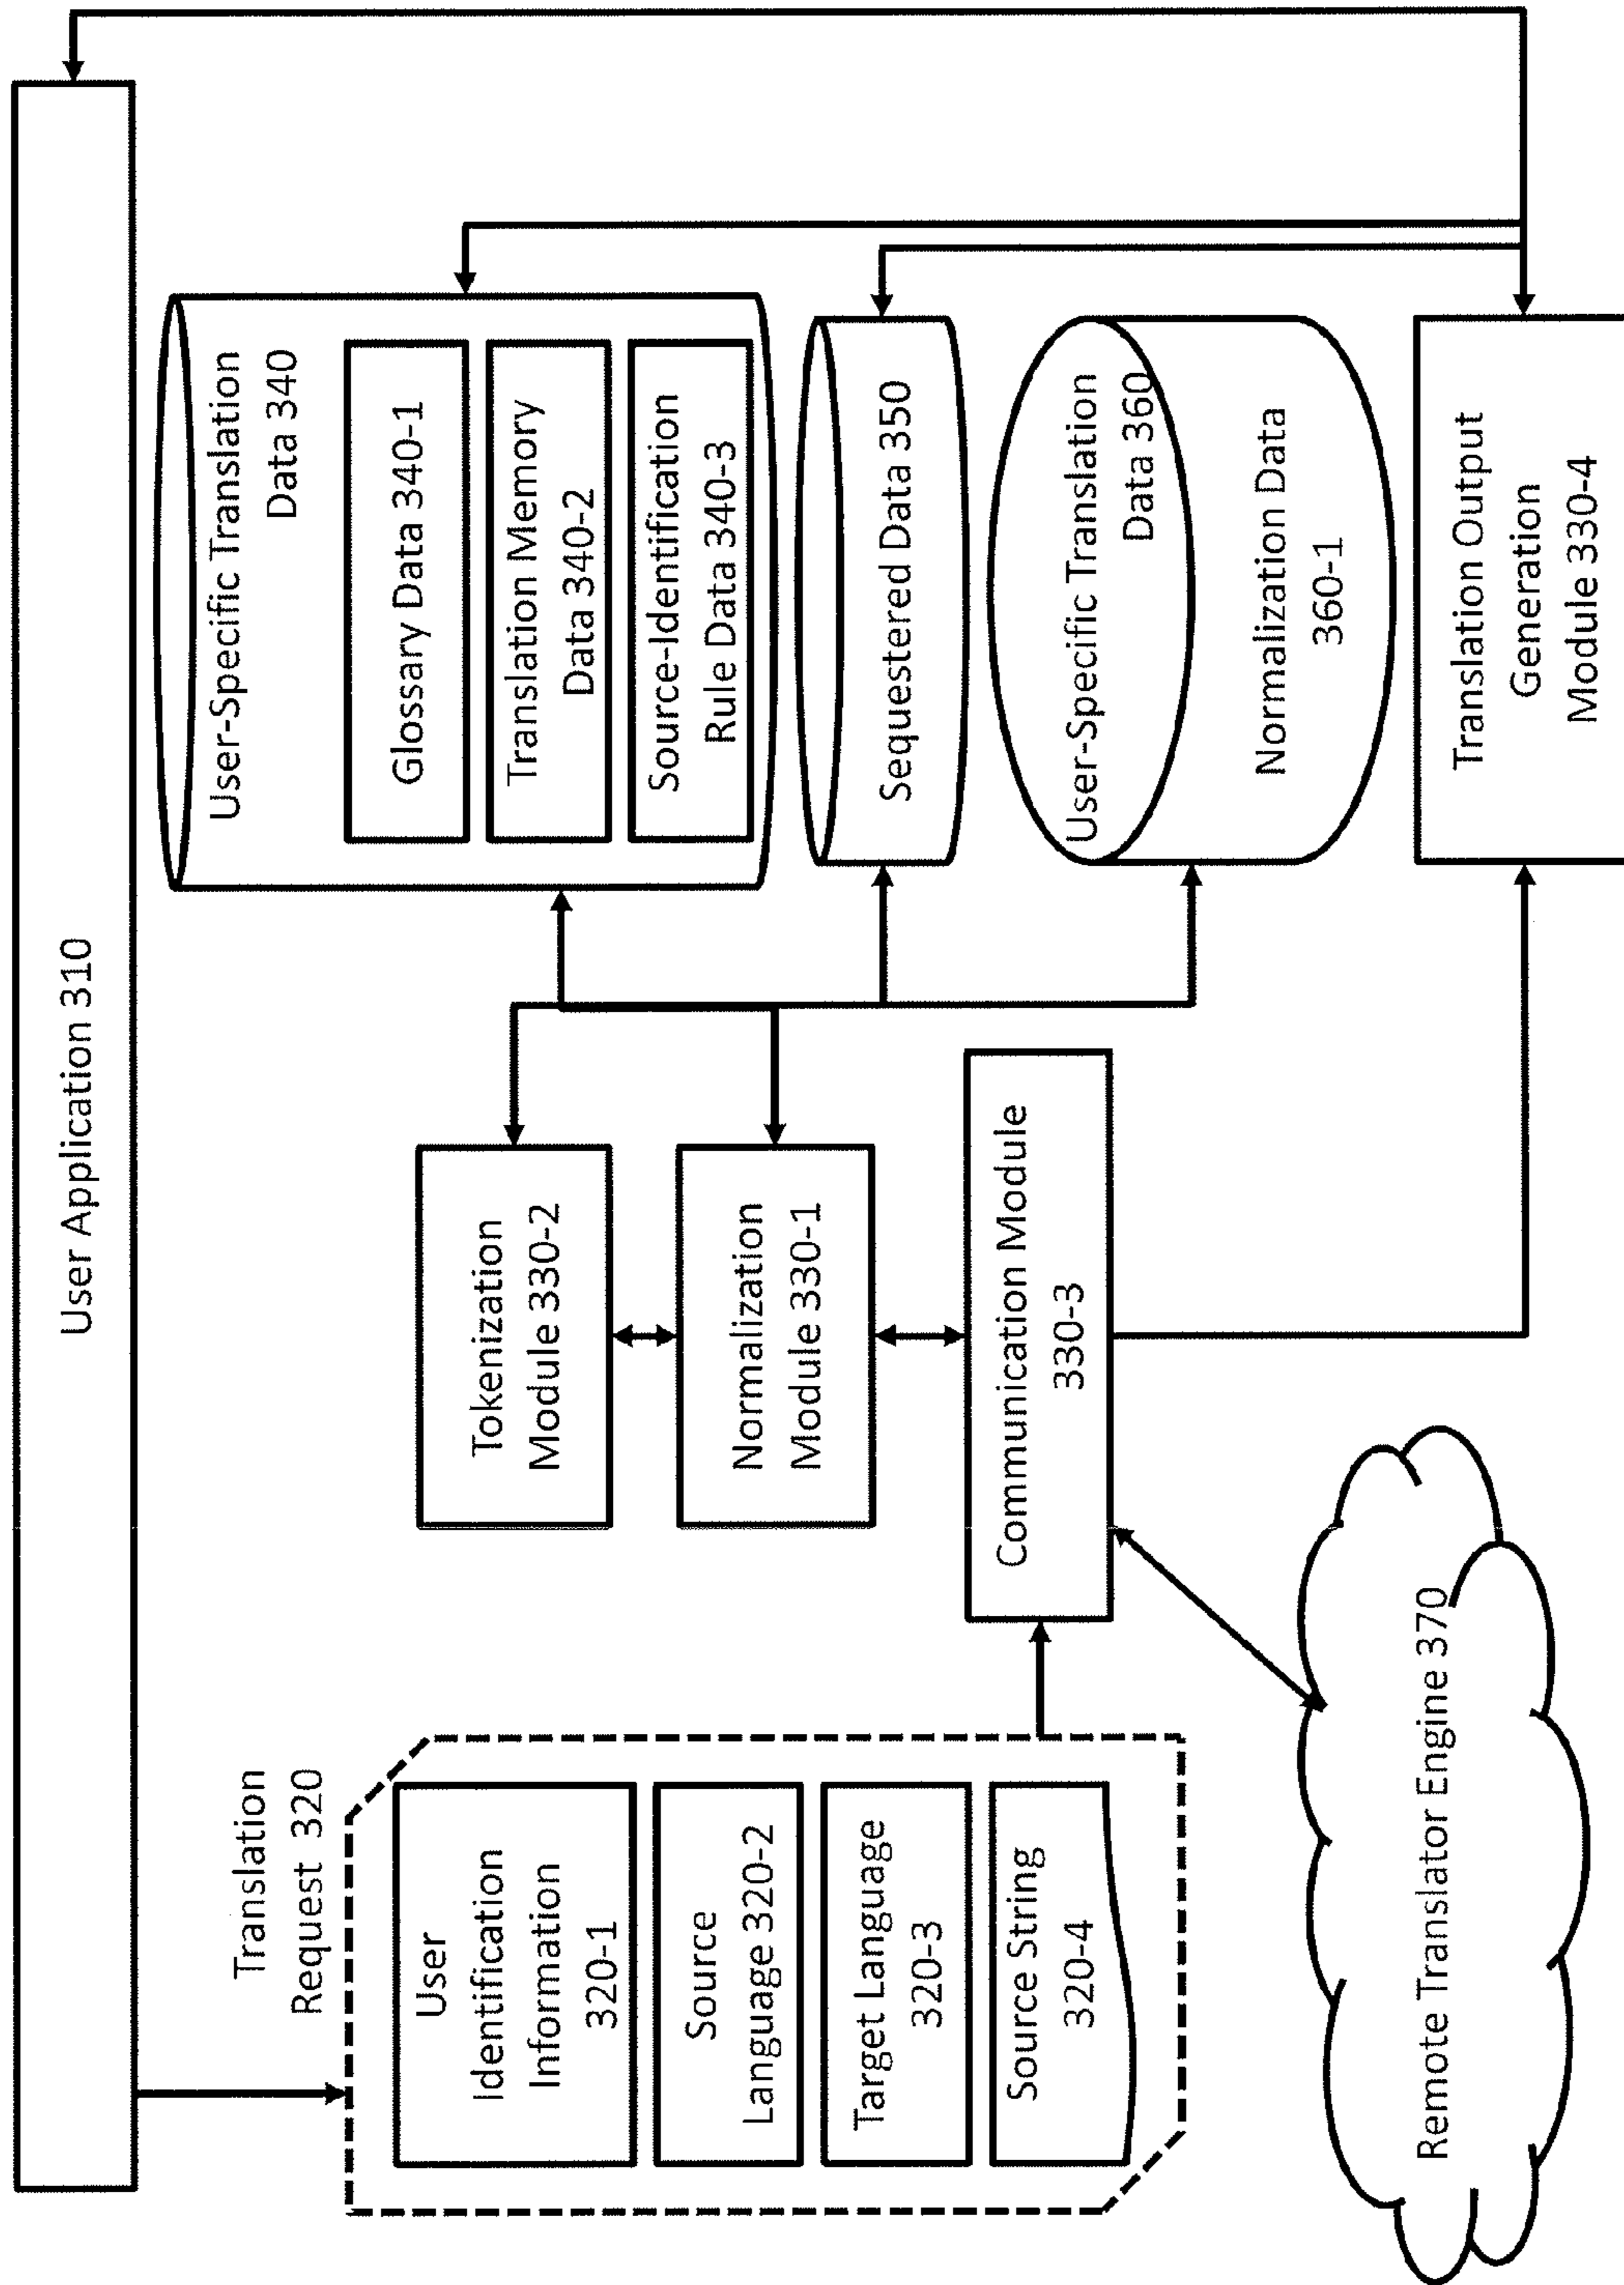 User Application 310
Translation
Request 320
User
Identification
Information
320-1
Source
Language 320-2
Target Language
320-3
Source String
320-4
Tokenization
Module 330-2
Normalization
Module 330-1
Communication Module
330-3
Remote Translator Engine 370
User-Specific Translation
Data 340
Glossary Data 340-1
Translation Memory
Data 340-2
Source-Identification
Rule Data 340-3
Sequestered Data 350
User-Specific Translation
Data 360
Normalization Data
360-1
Translation Output
Generation
Module 330-4